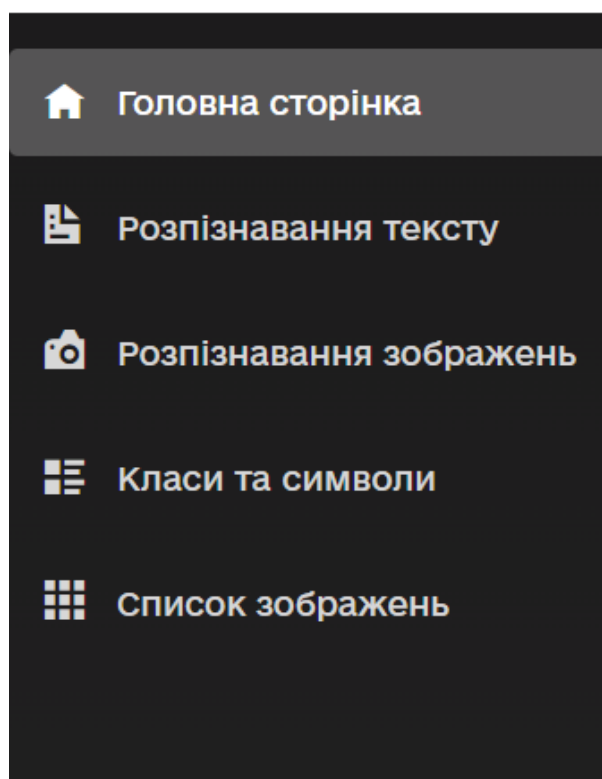 Головна сторінка
Розпізнавання тексту
Розпізнавання зображень
Класи та символи
Список зображень